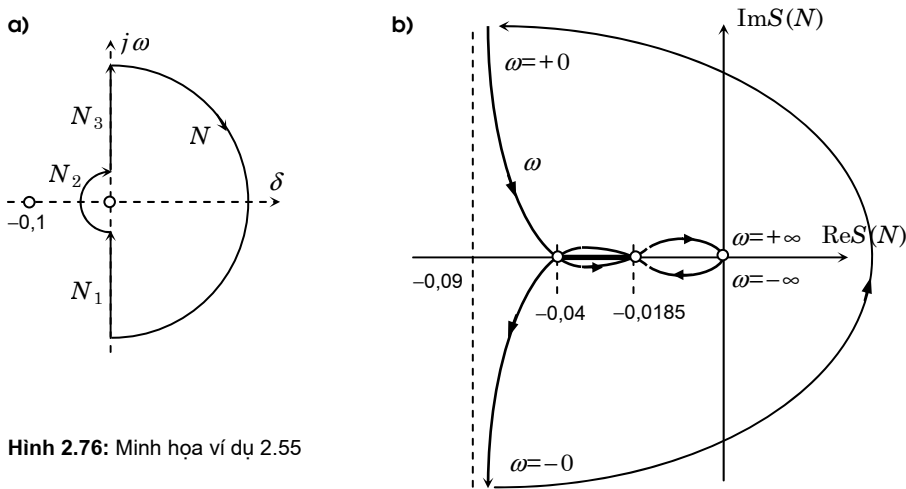 a)
jω
N₃
N
N₂
δ
−0,1
N₁
b)
ImS(N)
ω=+0
ω
ω=+∞
ReS(N)
ω=−∞
−0,09
−0,04
−0,0185
ω=−0
Hình 2.76: Minh họa ví dụ 2.55